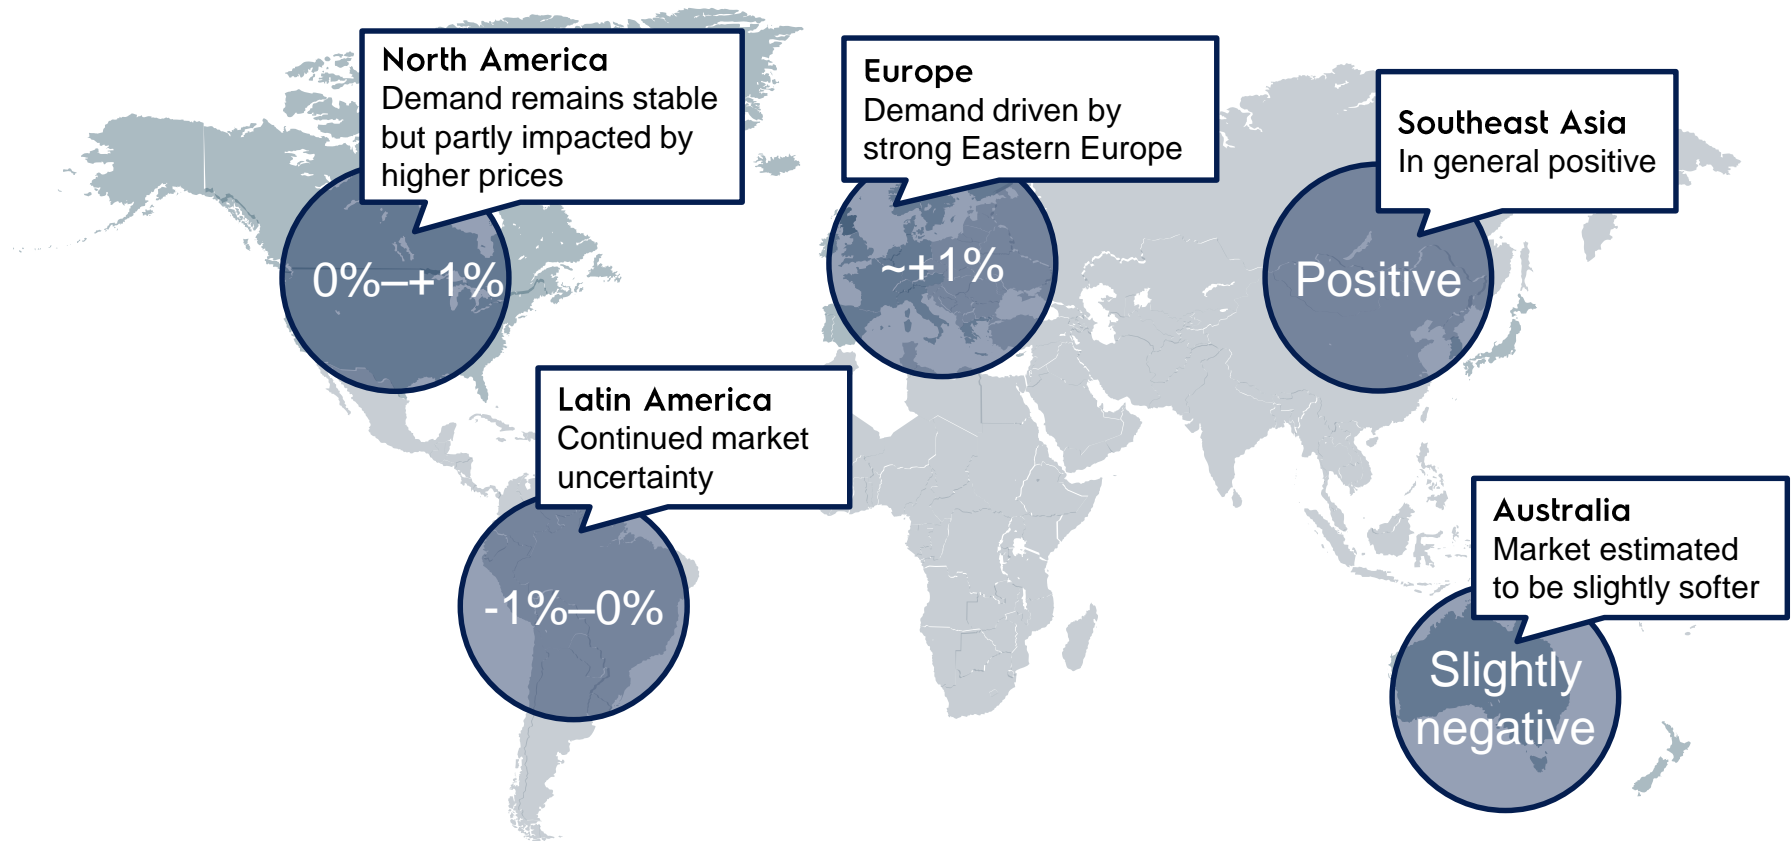 North America
Demand remains stable
but partly impacted by
higher prices
0%–+1%
Europe
Demand driven by
strong Eastern Europe
~+1%
Southeast Asia
In general positive
Positive
Latin America
Continued market
uncertainty
-1%–0%
Australia
Market estimated
to be slightly softer
Slightly
negative